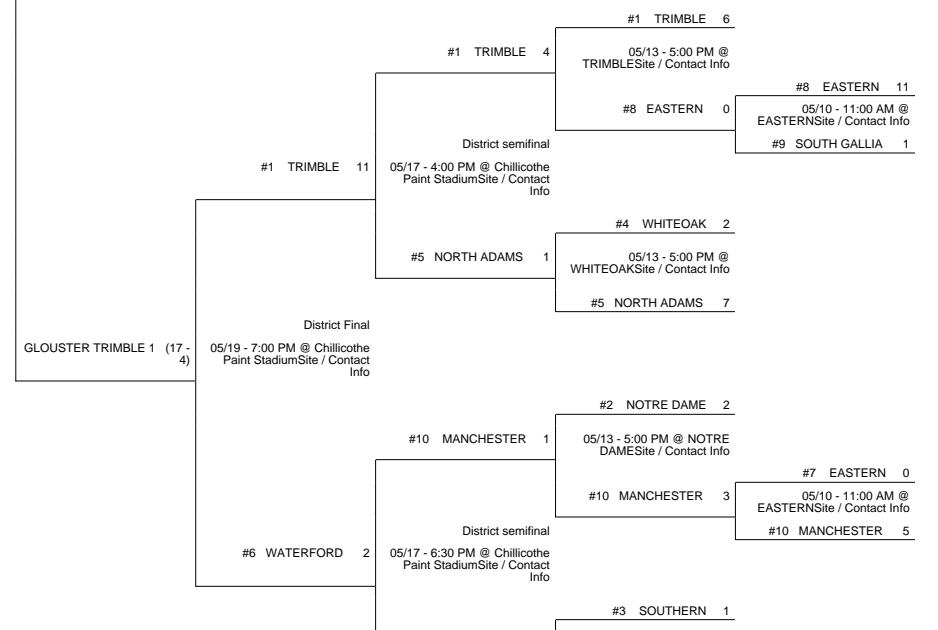 #1 TRIMBLE 6
#1 TRIMBLE 4
05/13 - 5:00 PM @
TRIMBLESite / Contact Info
#8 EASTERN 11
#8 EASTERN 0
05/10 - 11:00 AM @
EASTERNSite / Contact Info
#9 SOUTH GALLIA 1
District semifinal
#1 TRIMBLE 11
05/17 - 4:00 PM @ Chillicothe
Paint StadiumSite / Contact
Info
#4 WHITEOAK 2
#5 NORTH ADAMS 1
05/13 - 5:00 PM @
WHITEOAKSite / Contact Info
#5 NORTH ADAMS 7
District Final
GLOUSTER TRIMBLE 1 (17 -
4)
05/19 - 7:00 PM @ Chillicothe
Paint StadiumSite / Contact
Info
#2 NOTRE DAME 2
#10 MANCHESTER 1
05/13 - 5:00 PM @ NOTRE
DAMESite / Contact Info
#7 EASTERN 0
#10 MANCHESTER 3
05/10 - 11:00 AM @
EASTERNSite / Contact Info
#10 MANCHESTER 5
District semifinal
#6 WATERFORD 2
05/17 - 6:30 PM @ Chillicothe
Paint StadiumSite / Contact
Info
#3 SOUTHERN 1